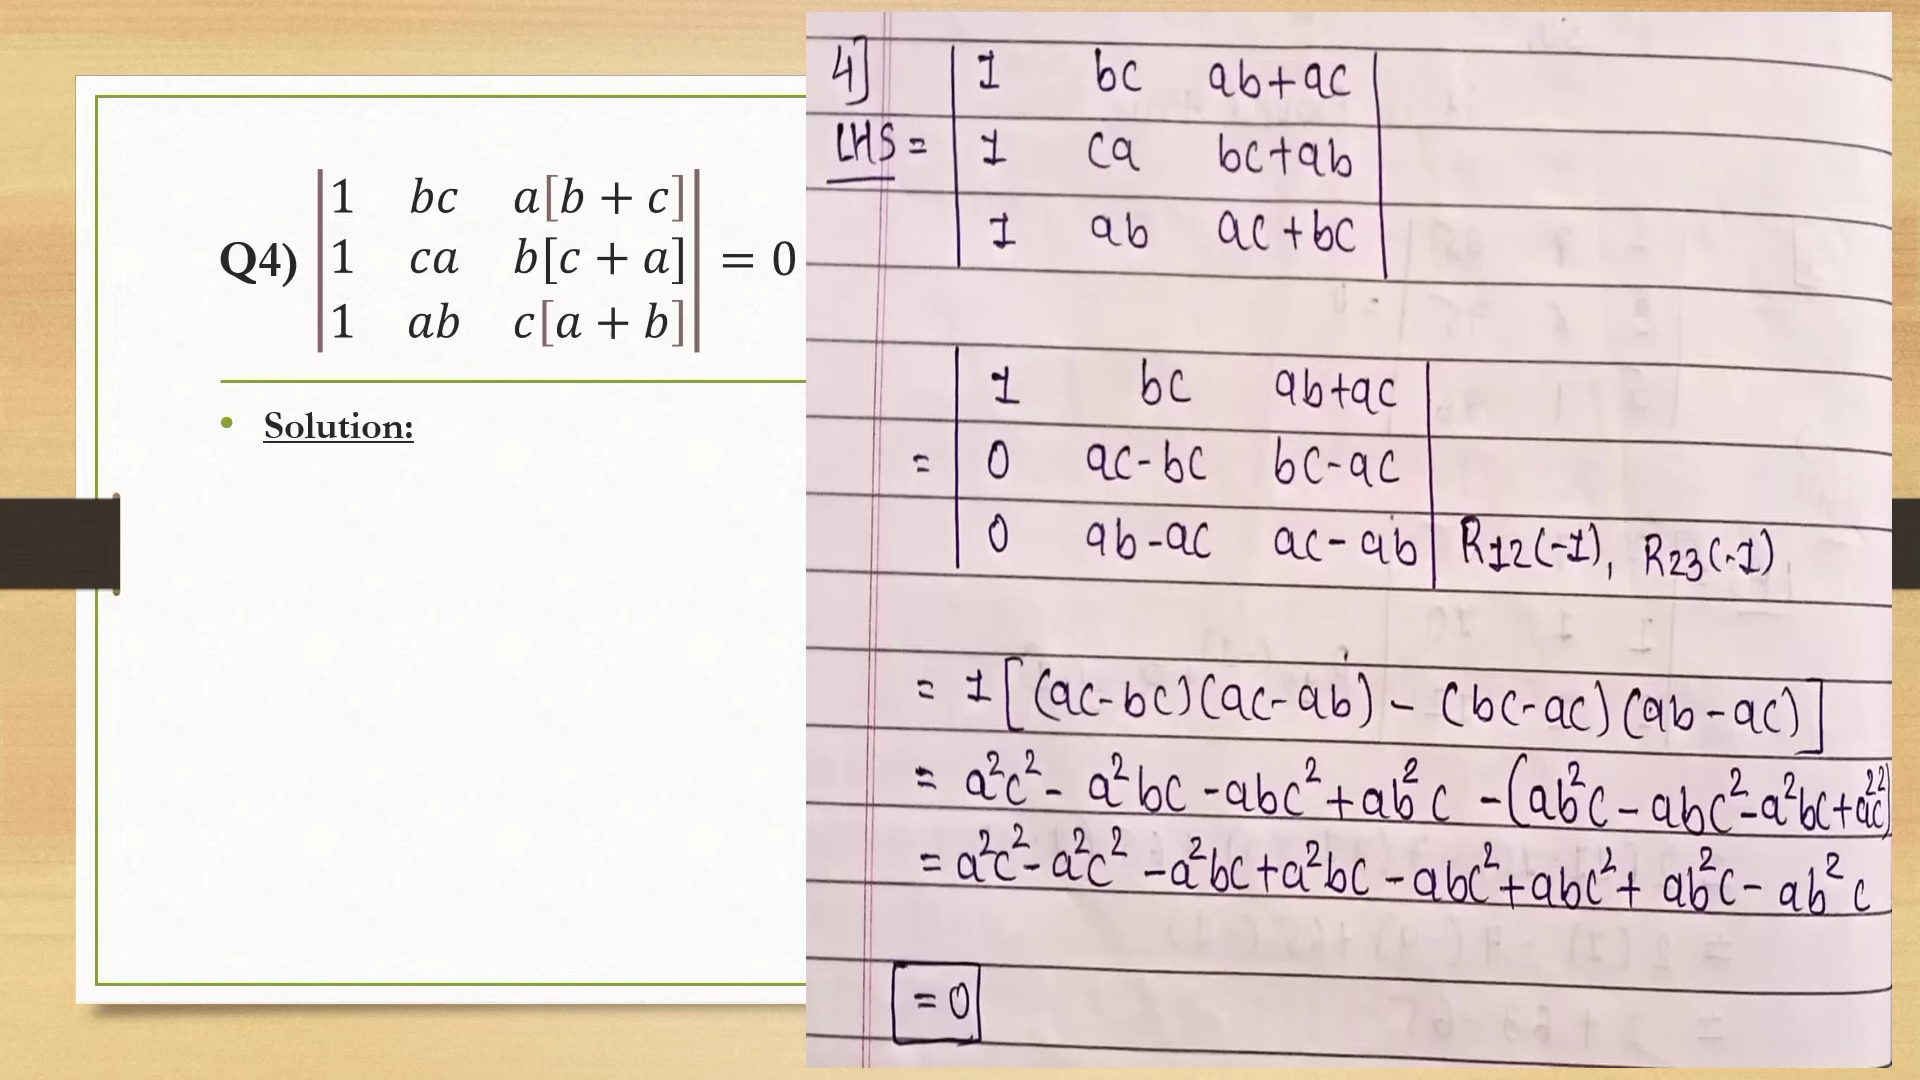 Q4) |1 bc a[b + c]|
|1 ca b[c + a]| = 0
|1 ab c[a + b]|
• Solution:
4] |1 bc ab+ac|
LHS = |1 ca bc+ab|
|1 ab ac+bc|
|1 bc ab+ac|
= |0 ac-bc bc-ac|
|0 ab-ac ac-ab| R12(-1), R23(-1)
= 1[(ac-bc)(ac-ab) - (bc-ac)(ab-ac)]
= a²c² - a²bc - abc² + ab²c - (ab²c - abc² - a²bc + a²c²)
= a²c² - a²c² - a²bc + a²bc - abc² + abc² + ab²c - ab²c
= 0